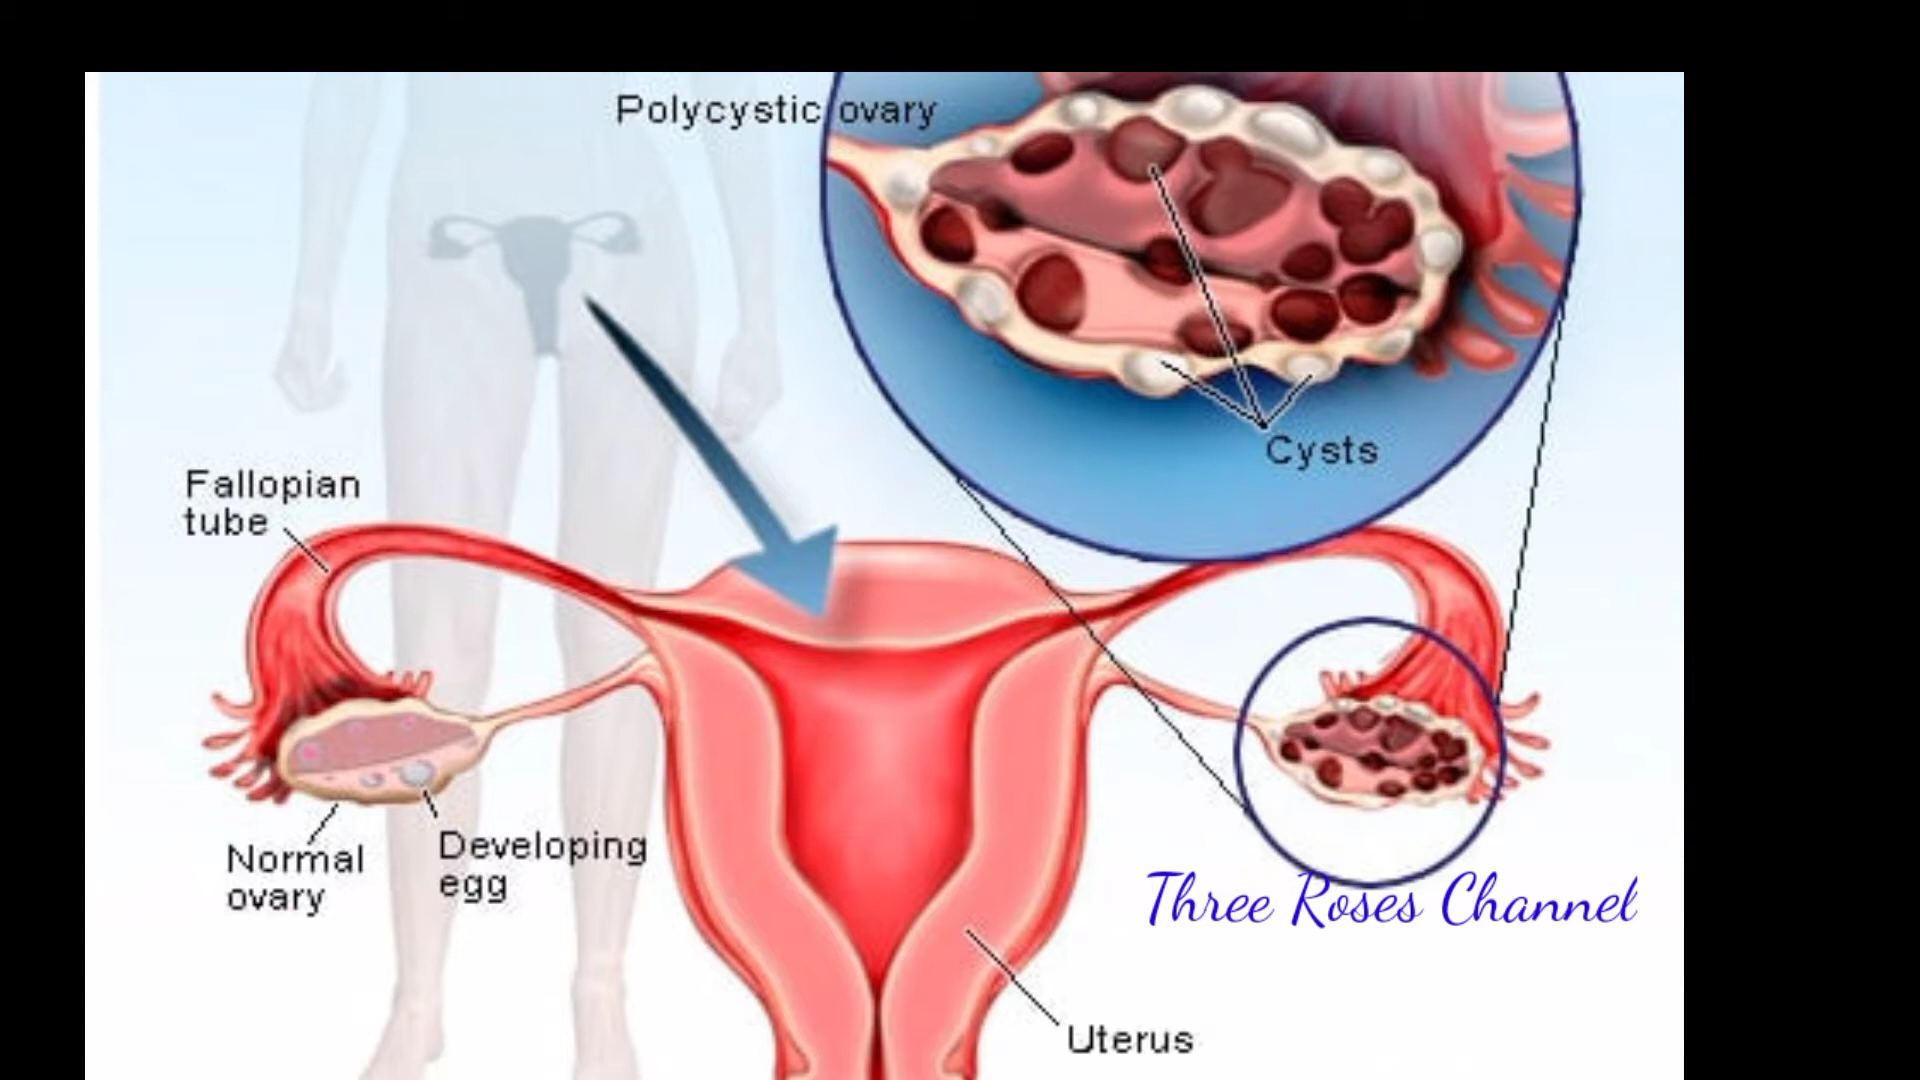 Polycystic ovary
Cysts
Fallopian
tube
Normal
ovary
Developing
egg
Three Roses Channel
Uterus